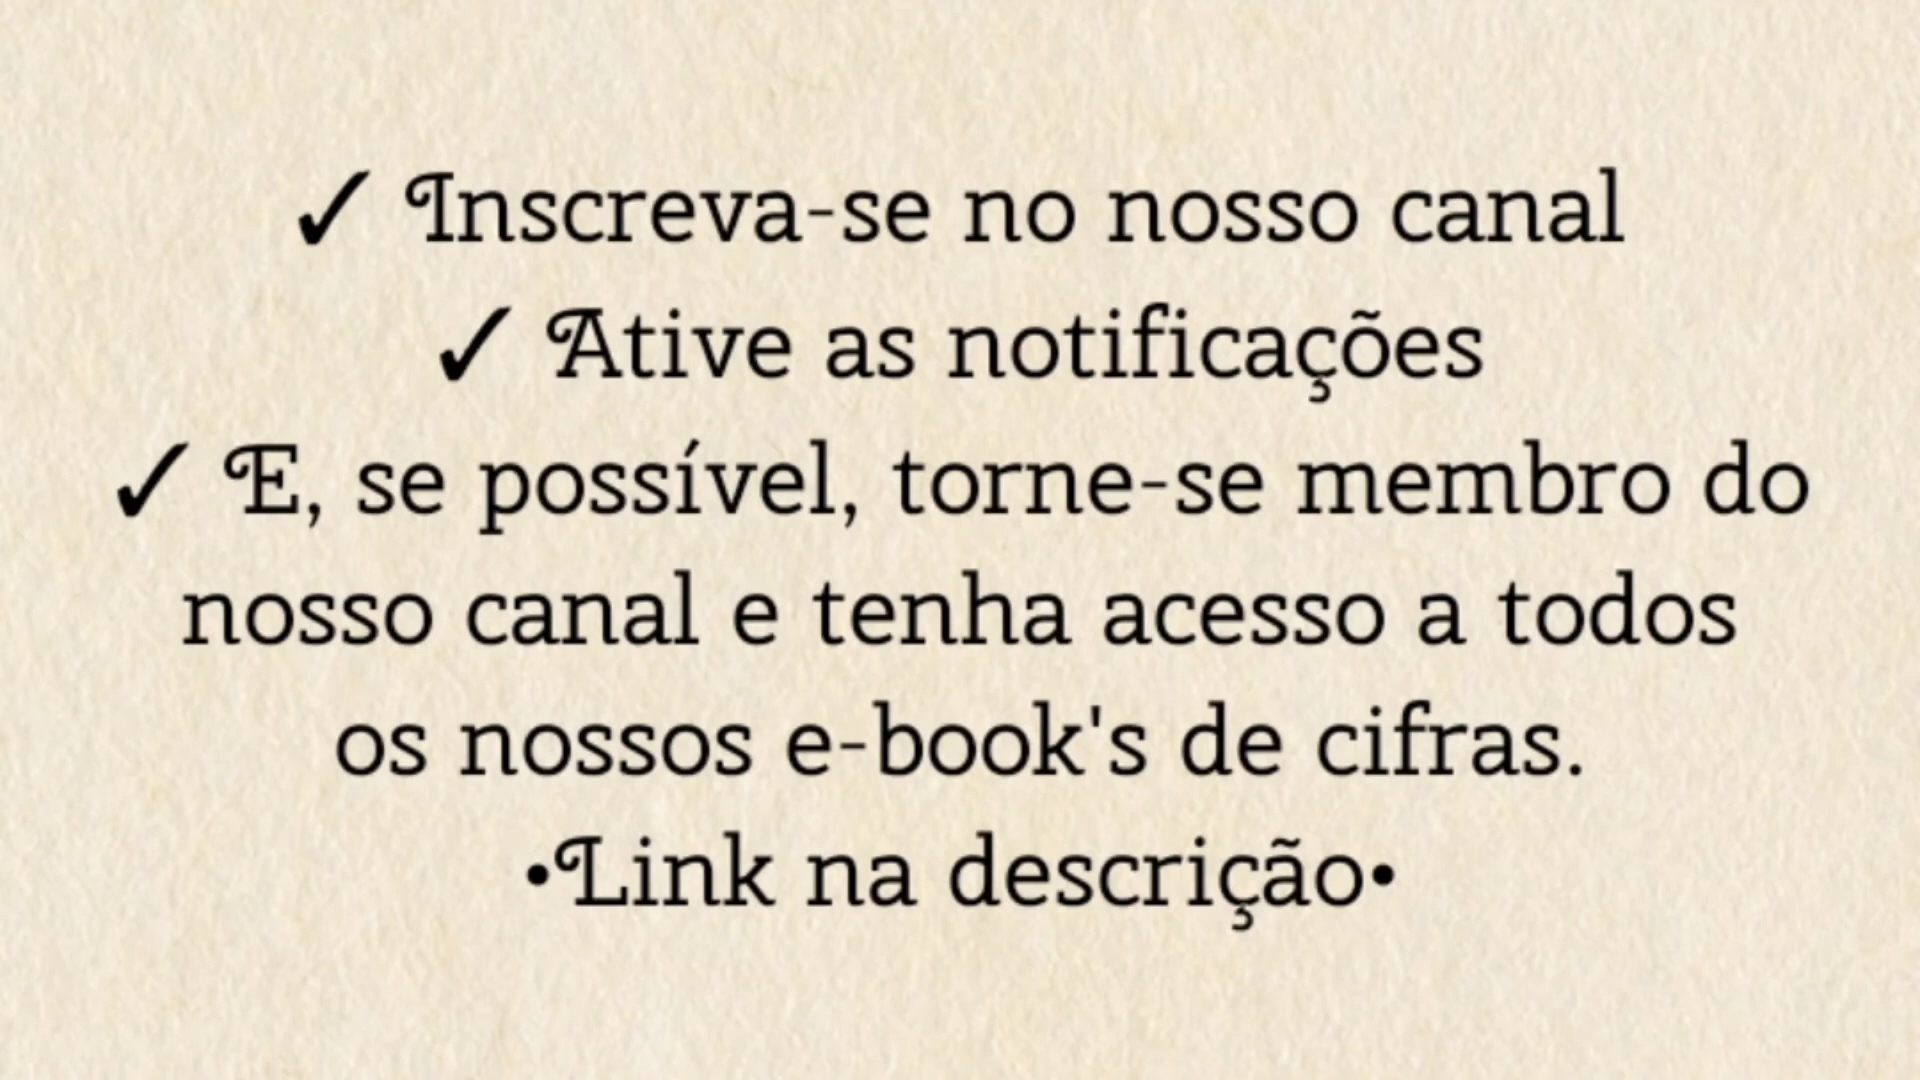 ✓ Inscreva-se no nosso canal
✓ Ative as notificações
✓ E, se possível, torne-se membro do
nosso canal e tenha acesso a todos
os nossos e-book's de cifras.
•Link na descrição•